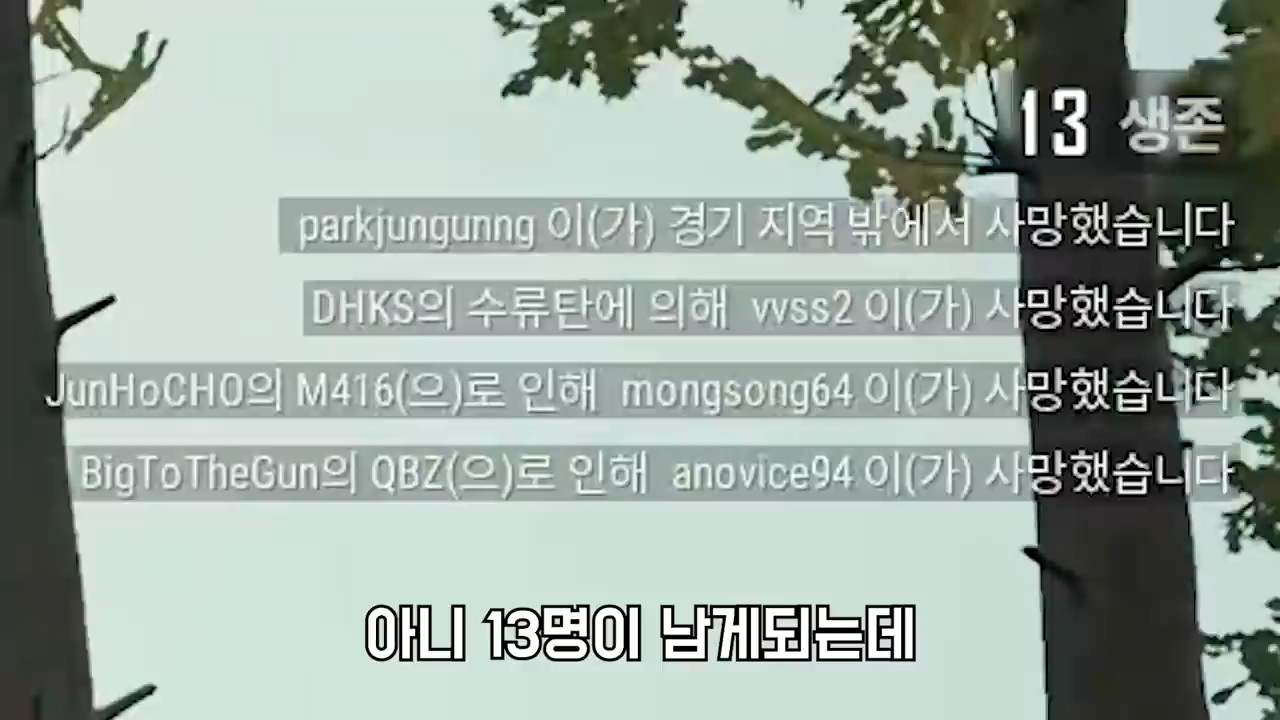 13 생존
parkjungunng 이(가) 경기 지역 밖에서 사망했습니다
DHKS의 수류탄에 의해 vvss2 이(가) 사망했습니다
JunHoCHO의 M416(으)로 인해 mongsong64 이(가) 사망했습니다
BigToTheGun의 QBZ(으)로 인해 anovice94 이(가) 사망했습니다
아니 13명이 남게되는데